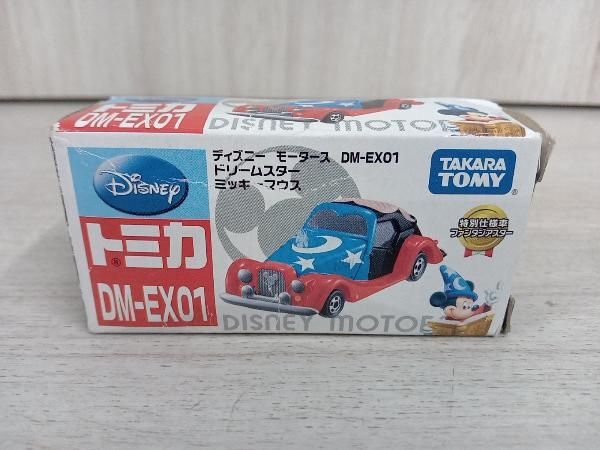 トミカ
DM-EX01
DISNEY MOTO
Disney
ディズニー モータース DM-EX01
ドリームスター
ミッキーマウス
TAKARA
TOMY
®
特別仕様車
ファンタジアスター
トミカ
®
DM-EX01
DISNEY MOTO